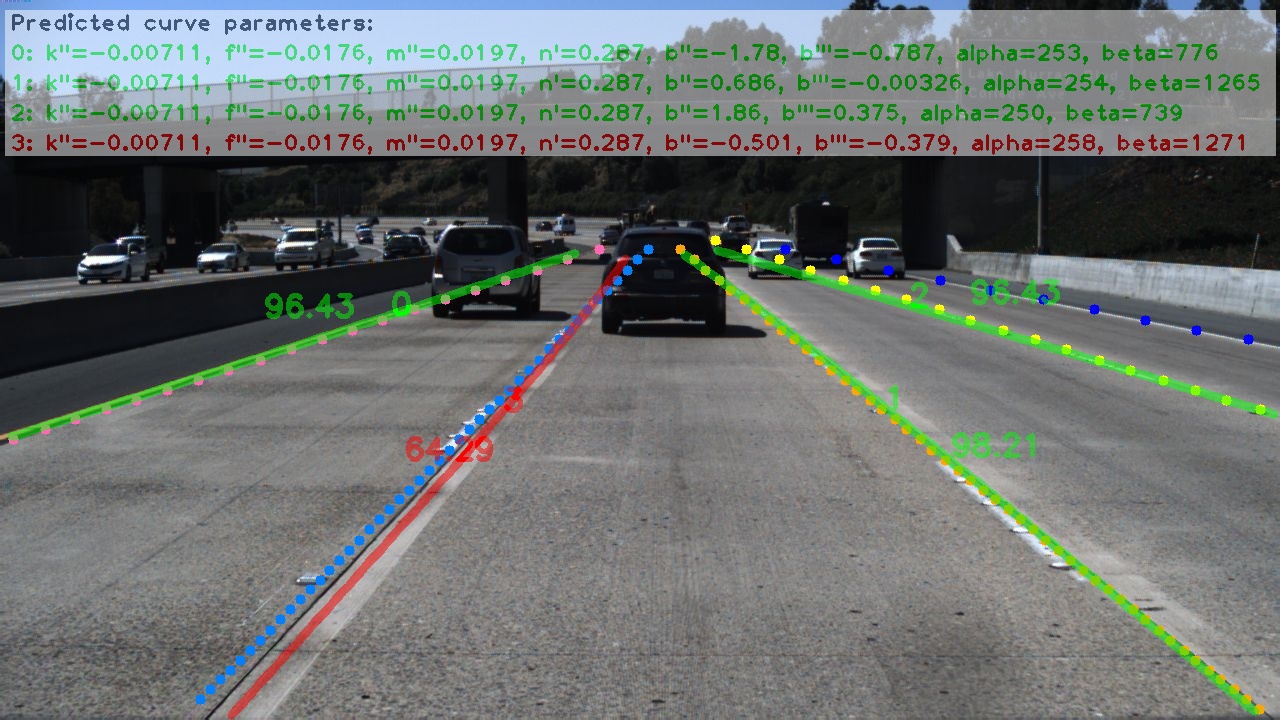 Predicted curve parameters:
0: k''=-0.00711, f''=-0.0176, m''=0.0197, n'=0.287, b''=-1.78, b'''=-0.787, alpha=253, beta=776
1: k''=-0.00711, f''=-0.0176, m''=0.0197, n'=0.287, b''=0.686, b'''=-0.00326, alpha=254, beta=1265
2: k''=-0.00711, f''=-0.0176, m''=0.0197, n'=0.287, b''=1.86, b'''=0.375, alpha=250, beta=739
3: k''=-0.00711, f''=-0.0176, m''=0.0197, n'=0.287, b''=-0.501, b'''=-0.379, alpha=258, beta=1271
96.43 0
2 96.43
3
1
64.29
98.21